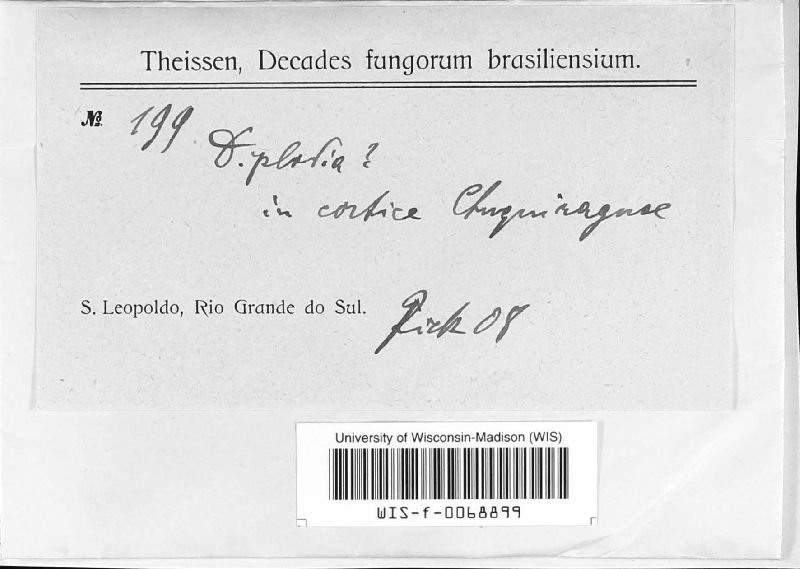 Theissen, Decades fungorum brasiliensium.
№ 199
Diplodia?
in cortice Chuquiraguae
S. Leopoldo, Rio Grande do Sul. Rick 08
University of Wisconsin-Madison (WIS)
WIS-f-0068899